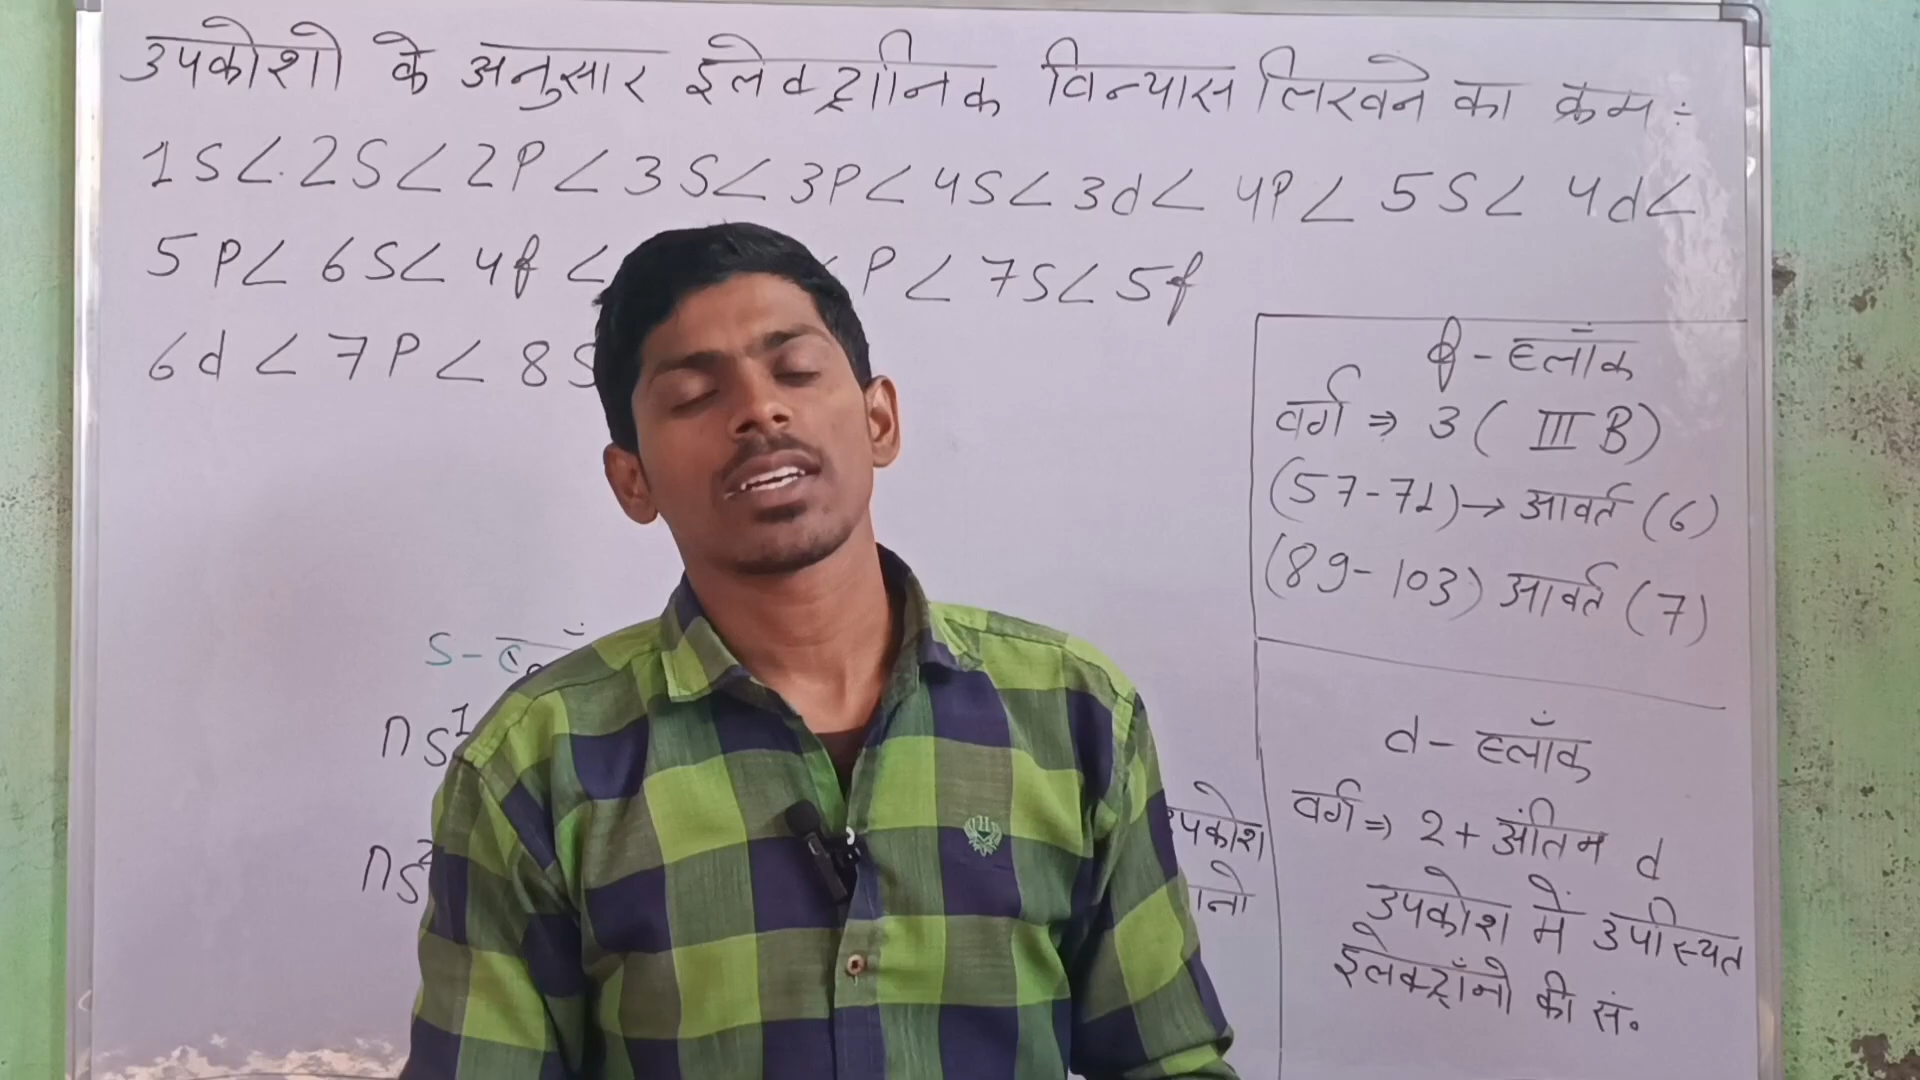 उपकोशो के अनुसार इलेक्ट्रानिक विन्यास लिखने का क्रम :-
1S < 2S < 2P < 3S < 3P < 4S < 3d < 4P < 5S < 4d <
5P < 6S < 4f < P < 7S < 5f
6d < 7P < 8S
f - ब्लॉक
वर्ग ⇒ 3 ( III B)
(57-71) → आवर्त (6)
(89-103) आवर्त (7)
S -
nS¹
nS²
उपकोश
d - ब्लॉक
वर्ग ⇒ 2 + अंतिम d
उपकोश में उपस्थित
इलेक्ट्रॉनो की सं.